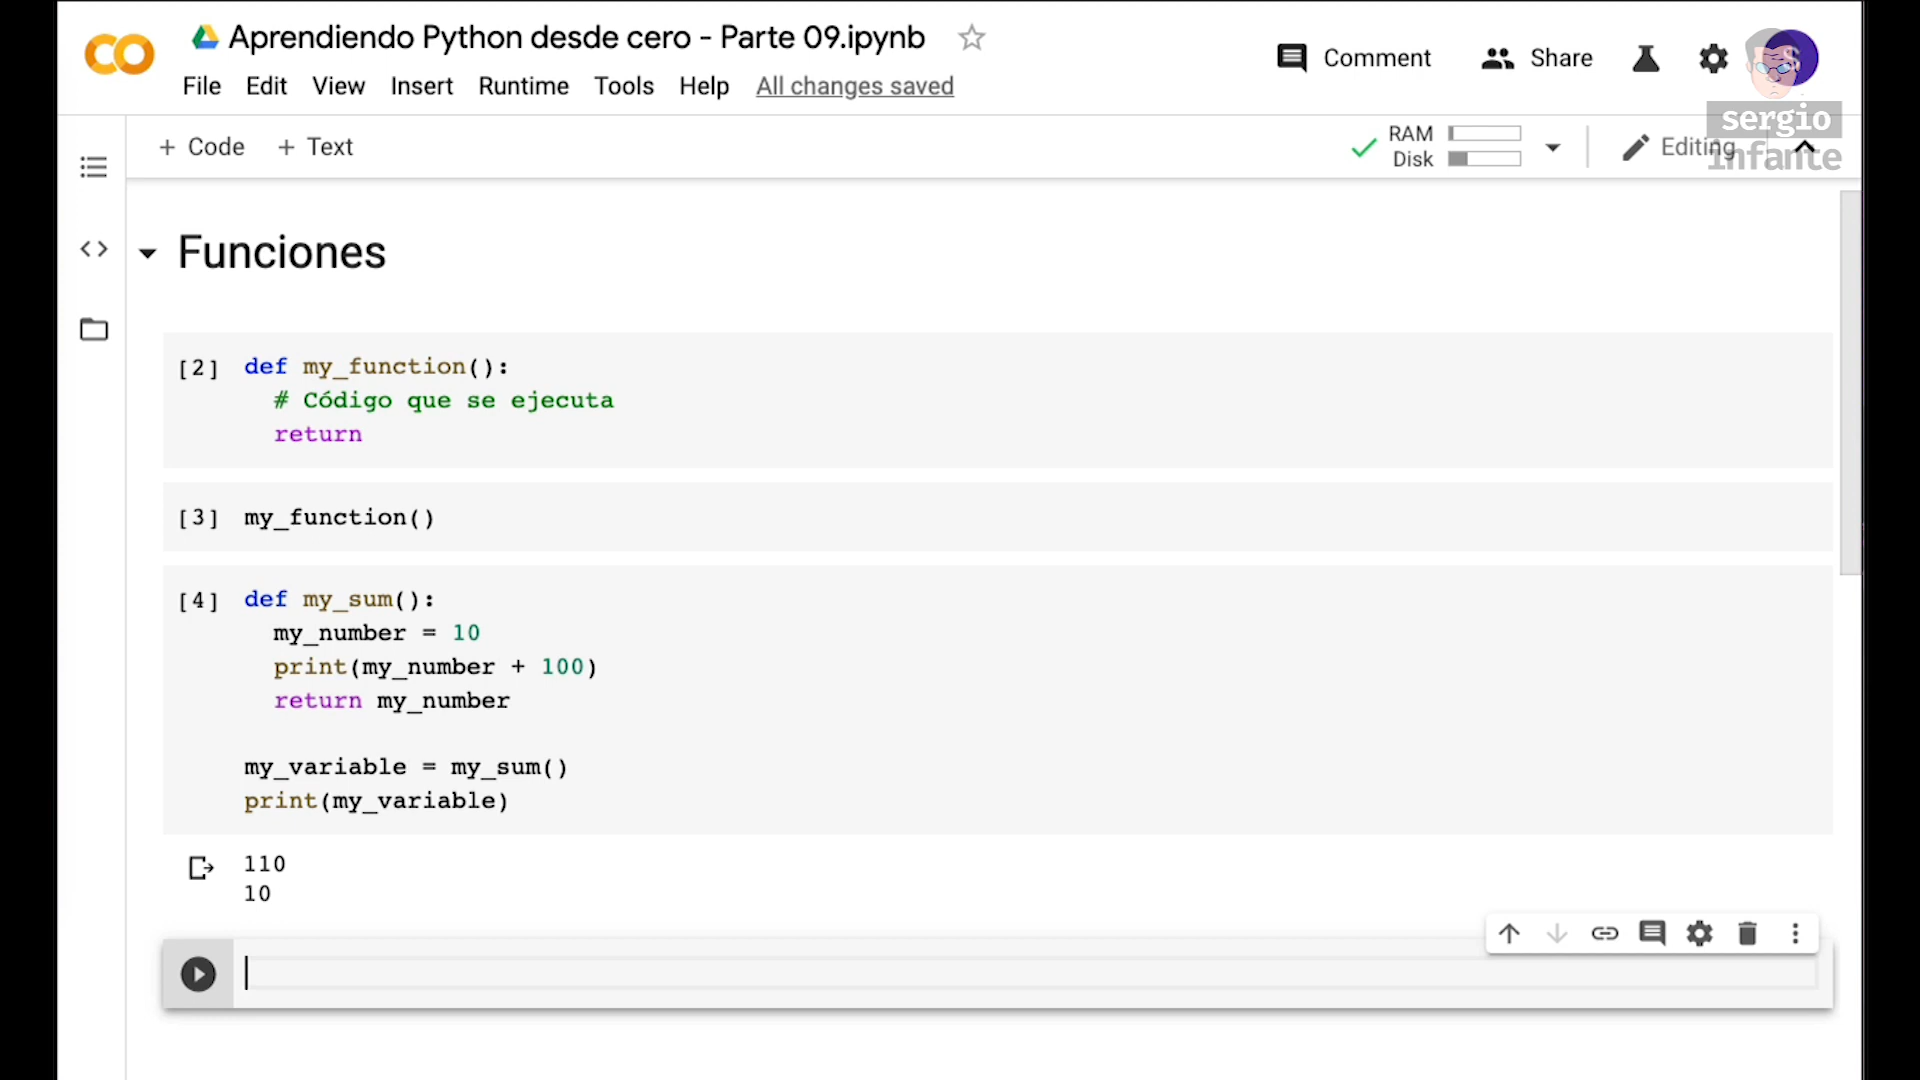 Aprendiendo Python desde cero - Parte 09.ipynb
Comment
Share
File Edit View Insert Runtime Tools Help All changes saved
sergio
infante
+ Code + Text
RAM
Disk
Editing
Funciones
[2] def my_function():
# Código que se ejecuta
return
[3] my_function()
[4] def my_sum():
my_number = 10
print(my_number + 100)
return my_number
my_variable = my_sum()
print(my_variable)
110
10